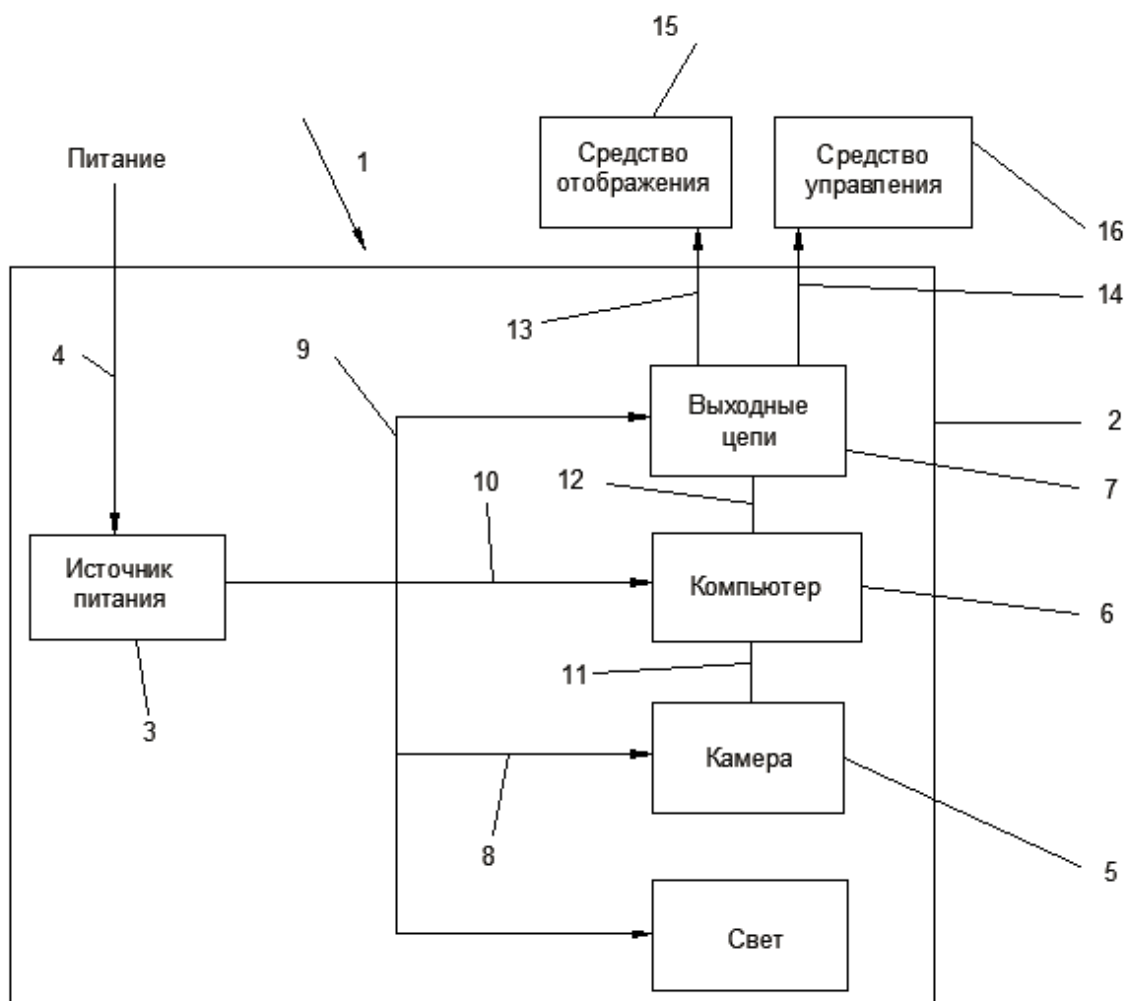 15
Питание
1
Средство
отображения
Средство
управления
16
13
14
4
9
Выходные
цепи
2
10
12
7
Источник
питания
Компьютер
6
11
3
Камера
8
5
Свет